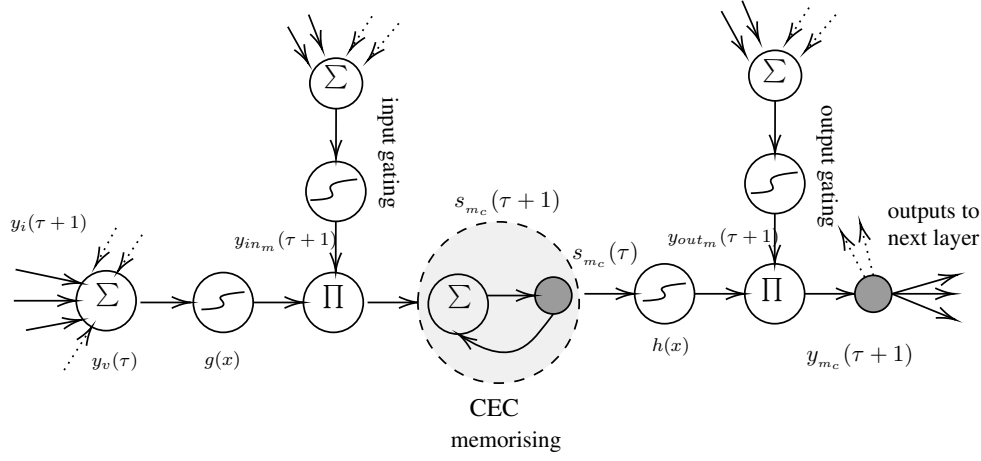 Σ
Σ
input gating
output gating
y_i(τ+1)
s_{m_c}(τ+1)
outputs to
next layer
y_{in_m}(τ+1)
s_{m_c}(τ)
y_{out_m}(τ+1)
Σ
Π
Σ
Π
y_v(τ)
g(x)
h(x)
y_{m_c}(τ+1)
CEC
memorising